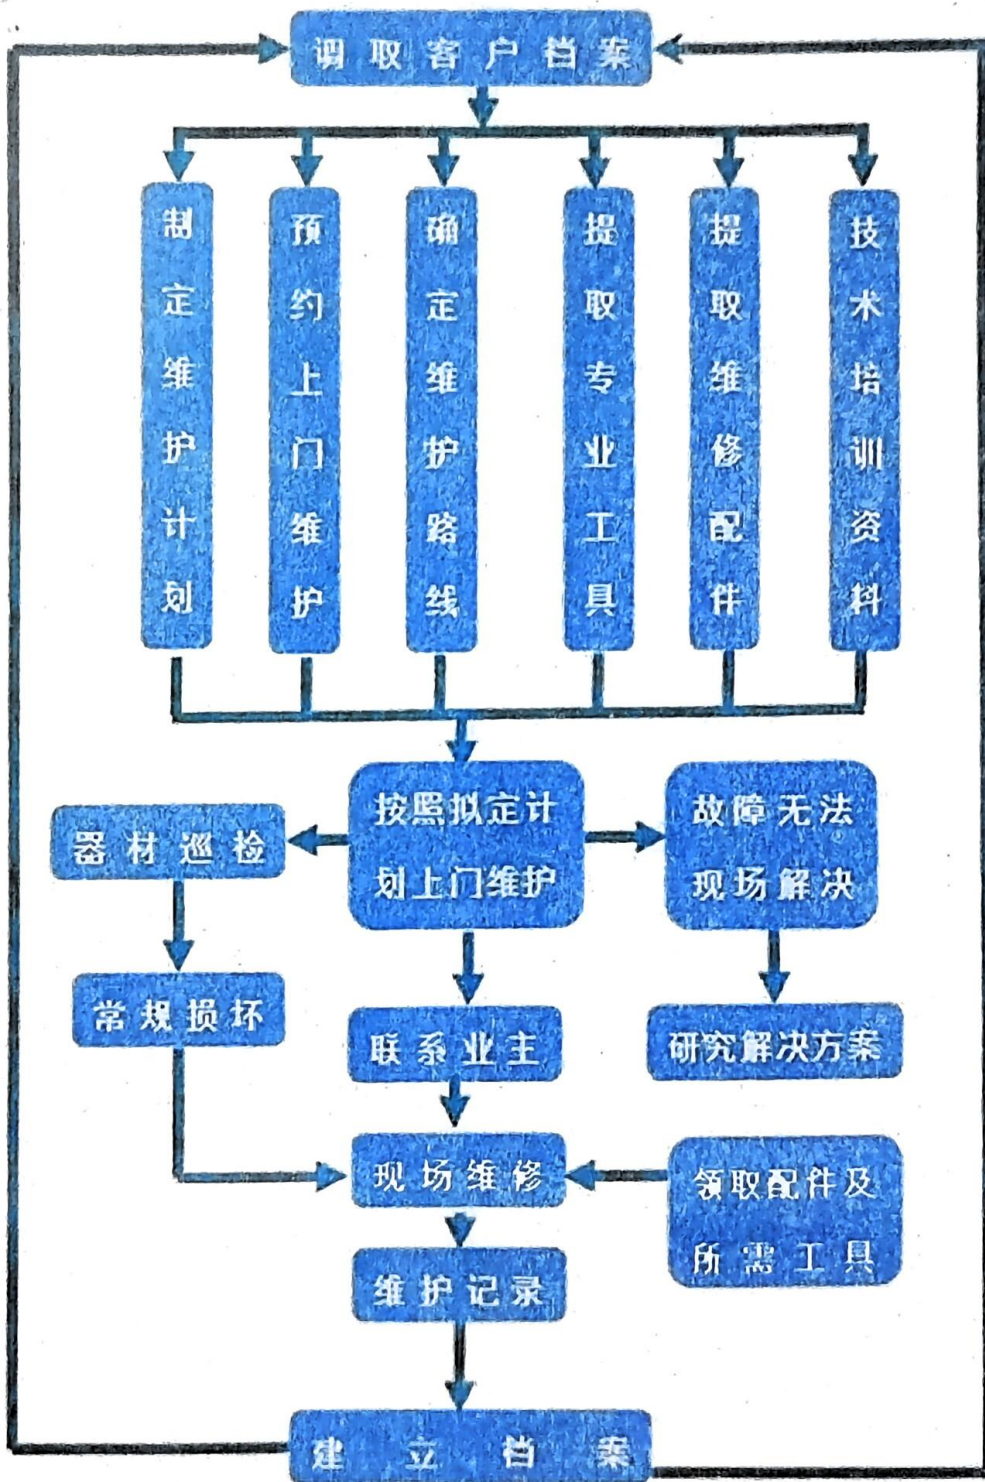 调取客户档案
制定维护计划
预约上门维护
确定维护路线
提取专业工具
提取维修配件
技术培训资料
按照拟定计
划上门维护
器材巡检
故障无法
现场解决
常规损坏
联系业主
研究解决方案
现场维修
领取配件及
所需工具
维护记录
建立档案